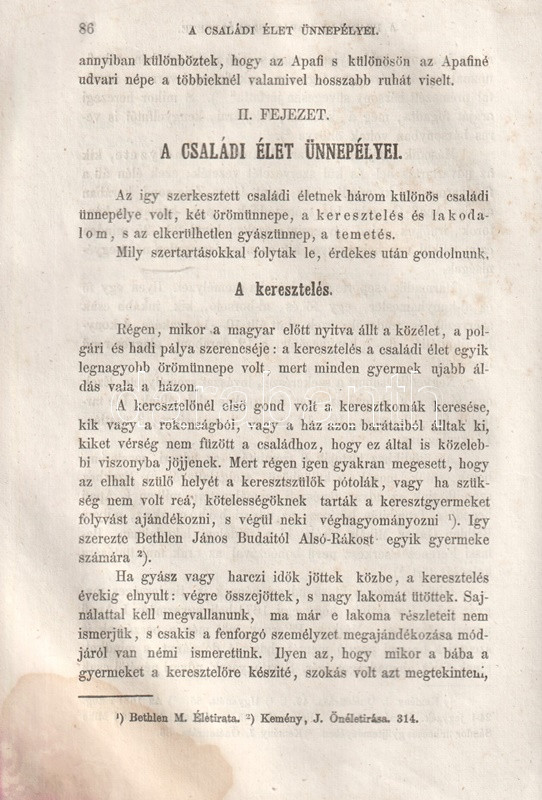 86
A CSALÁDI ÉLET ÜNNEPÉLYEI.
annyiban különböztek, hogy az Apafi s különösön az Apafiné
udvari népe a többieknél valamivel hosszabb ruhát viselt.
II. FEJEZET.
A CSALÁDI ÉLET ÜNNEPÉLYEI.
Az igy szerkesztett családi életnek három különös családi
ünnepélye volt, két örömünnepe, a keresztelés és lakoda-
lom, s az elkerülhetlen gyászünnep, a temetés.
Mily szertartásokkal folytak le, érdekes után gondolnunk.
A keresztelés.
Régen, mikor a magyar előtt nyitva állt a közélet, a pol-
gári és hadi pálya szerencséje : a keresztelés a családi élet egyik
legnagyobb örömünnepe volt, mert minden gyermek ujabb ál-
dás vala a házon.
A keresztelőnél első gond volt a keresztkomák keresése,
kik vagy a rokonságból, vagy a ház azon barátaiból álltak ki,
kiket vérség nem füzött a családhoz, hogy ez által is közeleb-
bi viszonyba jöjjenek. Mert régen igen gyakran megesett, hogy
az elhalt szülő helyét a keresztszülők pótolák, vagy ha szük-
ség nem volt reá, kötelességöknek tarták a keresztgyermeket
folyvást ajándékozni, s végül neki véghagyományozni ¹). Igy
szerezte Bethlen János Budaitól Alsó-Rákost egyik gyermeke
számára ²).
Ha gyász vagy harczi idők jöttek közbe, a keresztelés
évekig elnyult : végre összejöttek, s nagy lakomát ütöttek. Saj-
nálattal kell megvallanunk, ma már e lakoma részleteit nem
ismerjük, s csakis a fenforgó személyzet megajándékozása mód-
járól van némi ismeretünk. Ilyen az, hogy mikor a bába a
gyermeket a keresztelőre készité, szokás volt azt megtekinteni,
¹) Bethlen M. Életirata. ²) Kemény, J. Önéletirása. 314.